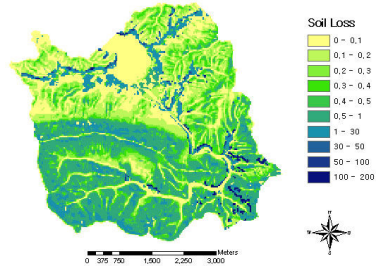 Soil Loss
0 - 0,1
0,1 - 0,2
0,2 - 0,3
0,3 - 0,4
0,4 - 0,5
0,5 - 1
1 - 30
30 - 50
50 - 100
100 - 200
Meters
0 375 750 1,500 2,250 3,000
N
W E
S